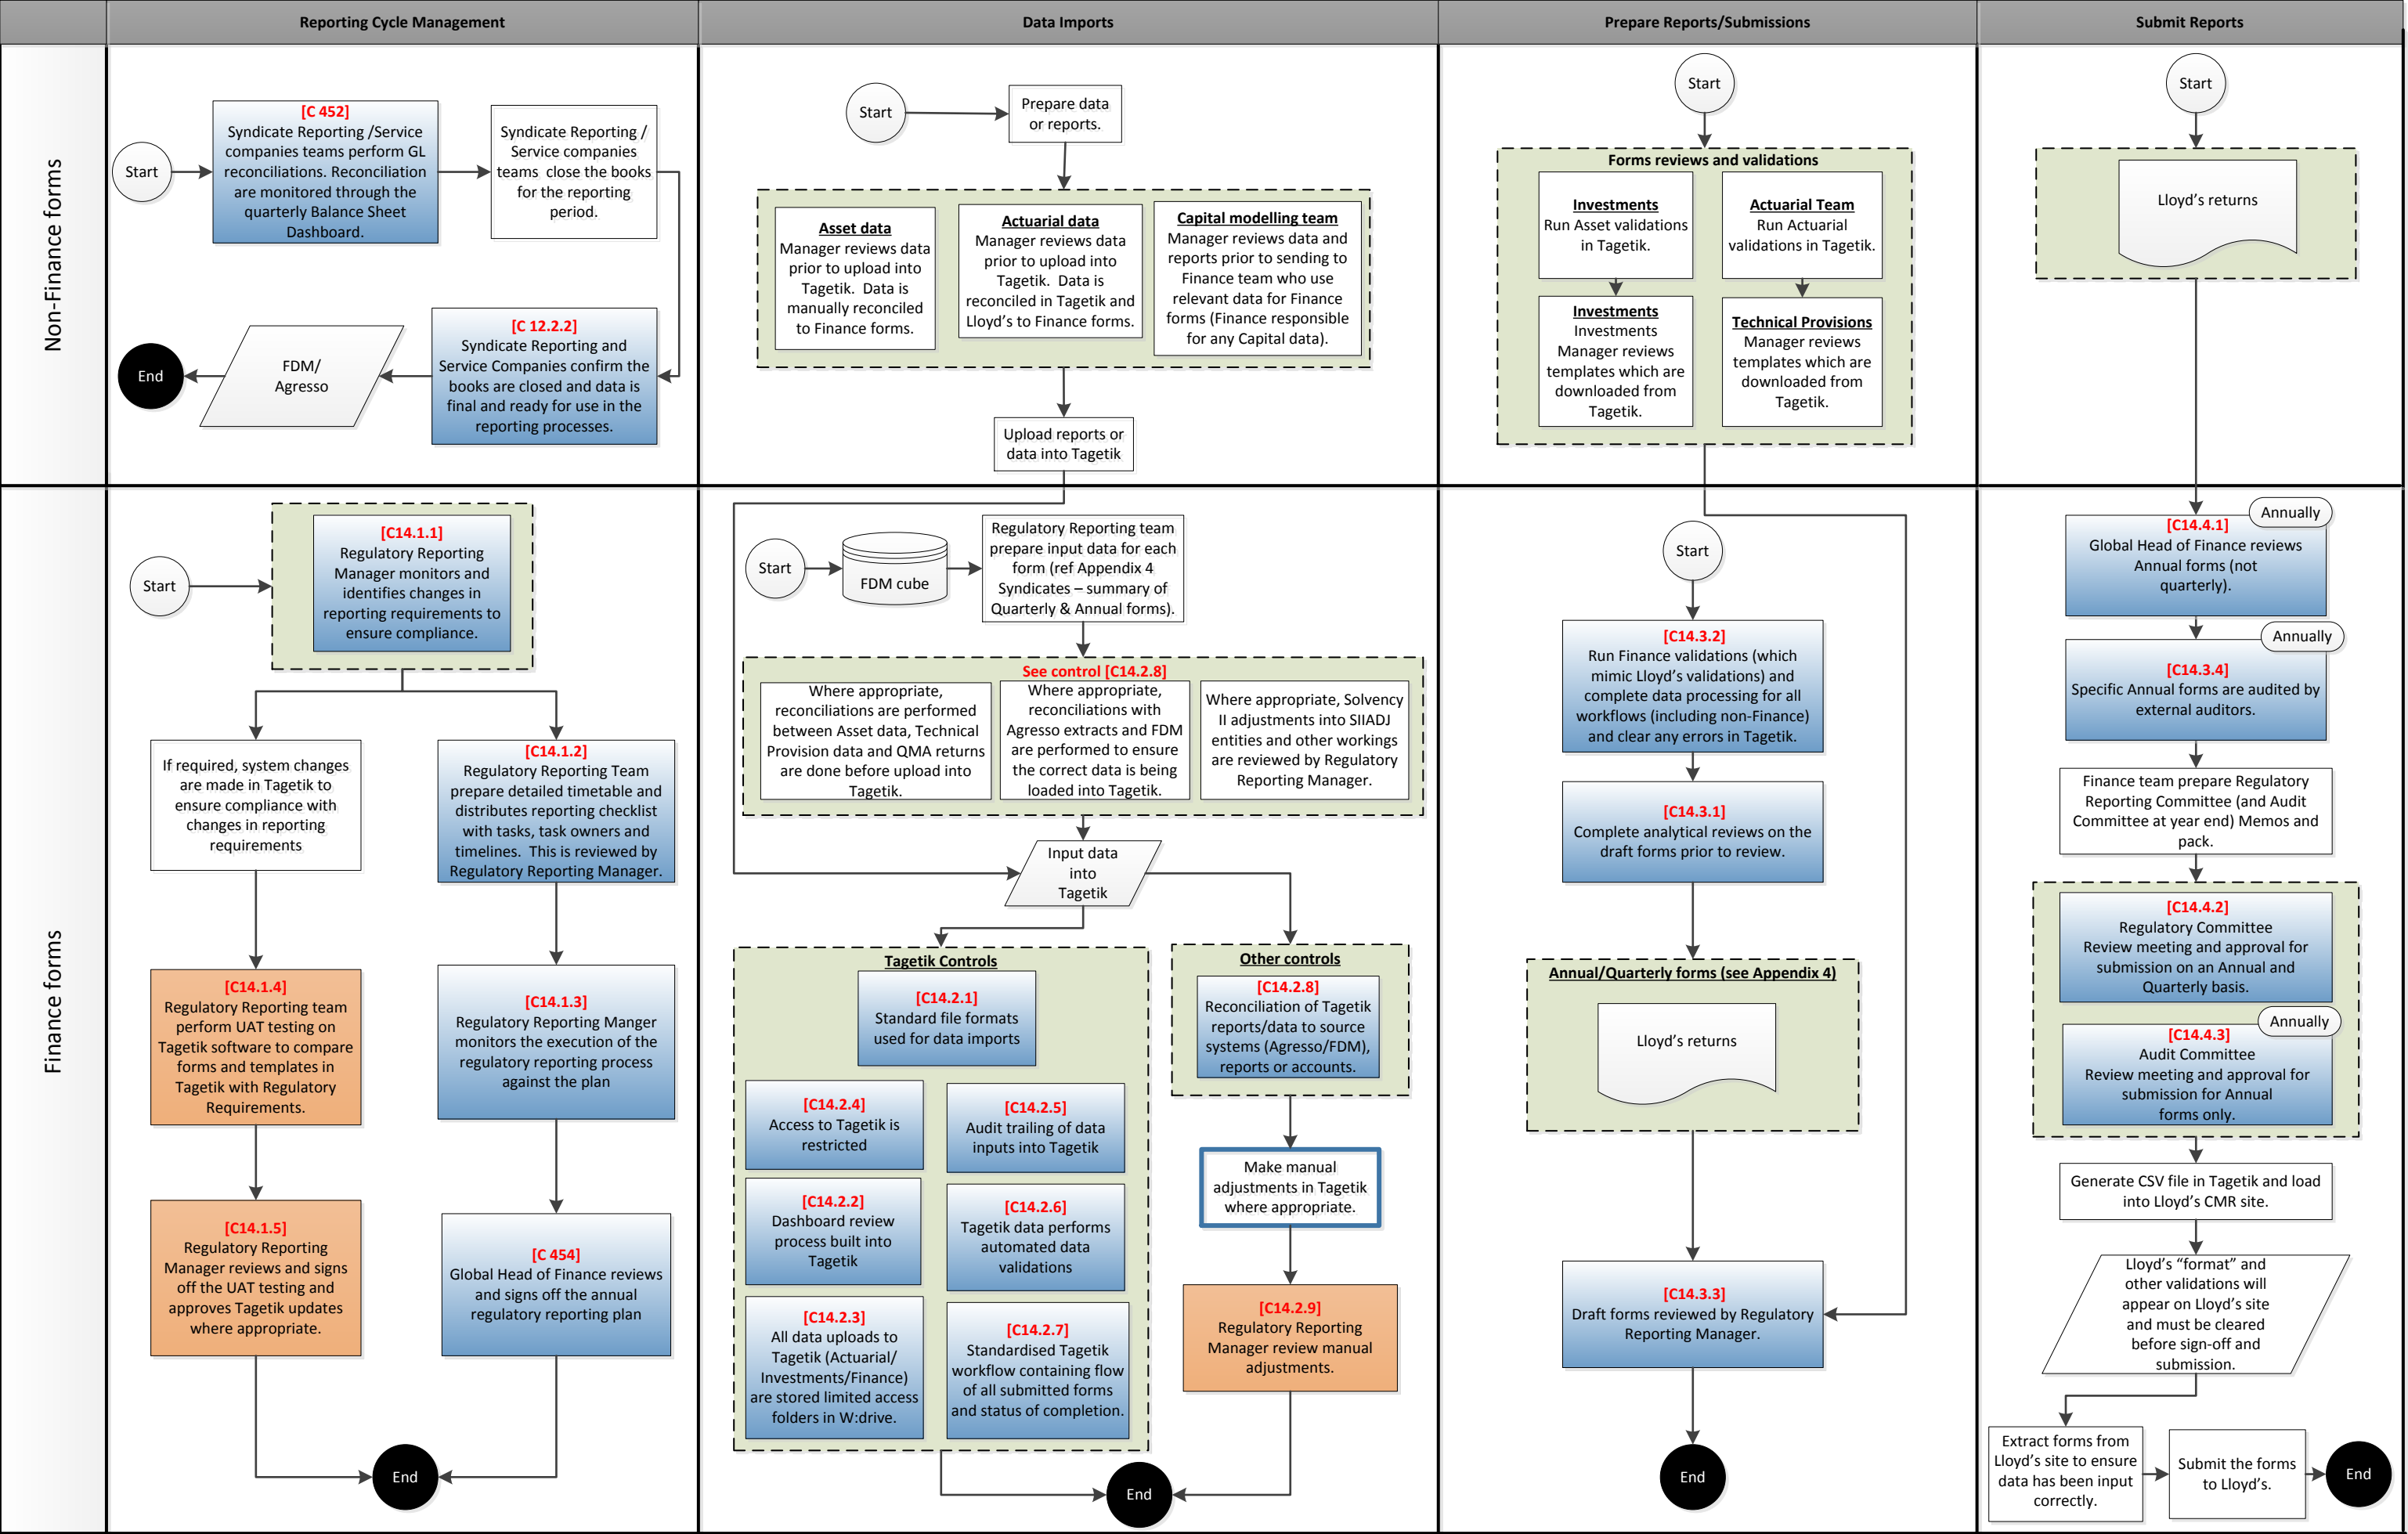 Reporting Cycle Management
Data Imports
Prepare Reports/Submissions
Submit Reports
Non-Finance forms
Start
[C 452]
Syndicate Reporting /Service
companies teams perform GL
reconciliations. Reconciliation
are monitored through the
quarterly Balance Sheet
Dashboard.
Syndicate Reporting /
Service companies
teams close the books
for the reporting
period.
[C 12.2.2]
Syndicate Reporting and
Service Companies confirm the
books are closed and data is
final and ready for use in the
reporting processes.
FDM/
Agresso
End
Start
Prepare data
or reports.
Asset data
Manager reviews data
prior to upload into
Tagetik. Data is
manually reconciled
to Finance forms.
Actuarial data
Manager reviews data
prior to upload into
Tagetik. Data is
reconciled in Tagetik and
Lloyd's to Finance forms.
Capital modelling team
Manager reviews data and
reports prior to sending to
Finance team who use
relevant data for Finance
forms (Finance responsible
for any Capital data).
Upload reports or
data into Tagetik
Start
Forms reviews and validations
Investments
Run Asset validations
in Tagetik.
Actuarial Team
Run Actuarial
validations in Tagetik.
Investments
Investments
Manager reviews
templates which are
downloaded from
Tagetik.
Technical Provisions
Manager reviews
templates which are
downloaded from
Tagetik.
Start
Lloyd's returns
Finance forms
Start
[C14.1.1]
Regulatory Reporting
Manager monitors and
identifies changes in
reporting requirements to
ensure compliance.
If required, system changes
are made in Tagetik to
ensure compliance with
changes in reporting
requirements
[C14.1.2]
Regulatory Reporting Team
prepare detailed timetable and
distributes reporting checklist
with tasks, task owners and
timelines. This is reviewed by
Regulatory Reporting Manager.
[C14.1.4]
Regulatory Reporting team
perform UAT testing on
Tagetik software to compare
forms and templates in
Tagetik with Regulatory
Requirements.
[C14.1.3]
Regulatory Reporting Manger
monitors the execution of the
regulatory reporting process
against the plan
[C14.1.5]
Regulatory Reporting
Manager reviews and signs
off the UAT testing and
approves Tagetik updates
where appropriate.
[C 454]
Global Head of Finance reviews
and signs off the annual
regulatory reporting plan
End
Start
FDM cube
Regulatory Reporting team
prepare input data for each
form (ref Appendix 4
Syndicates – summary of
Quarterly & Annual forms).
See control [C14.2.8]
Where appropriate,
reconciliations are performed
between Asset data, Technical
Provision data and QMA returns
are done before upload into
Tagetik.
Where appropriate,
reconciliations with
Agresso extracts and FDM
are performed to ensure
the correct data is being
loaded into Tagetik.
Where appropriate, Solvency
II adjustments into SIIADJ
entities and other workings
are reviewed by Regulatory
Reporting Manager.
Input data
into
Tagetik
Tagetik Controls
[C14.2.1]
Standard file formats
used for data imports
[C14.2.4]
Access to Tagetik is
restricted
[C14.2.5]
Audit trailing of data
inputs into Tagetik
[C14.2.2]
Dashboard review
process built into
Tagetik
[C14.2.6]
Tagetik data performs
automated data
validations
[C14.2.3]
All data uploads to
Tagetik (Actuarial/
Investments/Finance)
are stored limited access
folders in W:drive.
[C14.2.7]
Standardised Tagetik
workflow containing flow
of all submitted forms
and status of completion.
Other controls
[C14.2.8]
Reconciliation of Tagetik
reports/data to source
systems (Agresso/FDM),
reports or accounts.
Make manual
adjustments in Tagetik
where appropriate.
[C14.2.9]
Regulatory Reporting
Manager review manual
adjustments.
End
Start
[C14.3.2]
Run Finance validations (which
mimic Lloyd's validations) and
complete data processing for all
workflows (including non-Finance)
and clear any errors in Tagetik.
[C14.3.1]
Complete analytical reviews on the
draft forms prior to review.
Annual/Quarterly forms (see Appendix 4)
Lloyd's returns
[C14.3.3]
Draft forms reviewed by Regulatory
Reporting Manager.
End
Annually
[C14.4.1]
Global Head of Finance reviews
Annual forms (not
quarterly).
Annually
[C14.3.4]
Specific Annual forms are audited by
external auditors.
Finance team prepare Regulatory
Reporting Committee (and Audit
Committee at year end) Memos and
pack.
[C14.4.2]
Regulatory Committee
Review meeting and approval for
submission on an Annual and
Quarterly basis.
Annually
[C14.4.3]
Audit Committee
Review meeting and approval for
submission for Annual
forms only.
Generate CSV file in Tagetik and load
into Lloyd's CMR site.
Lloyd's “format” and
other validations will
appear on Lloyd's site
and must be cleared
before sign-off and
submission.
Extract forms from
Lloyd's site to ensure
data has been input
correctly.
Submit the forms
to Lloyd's.
End